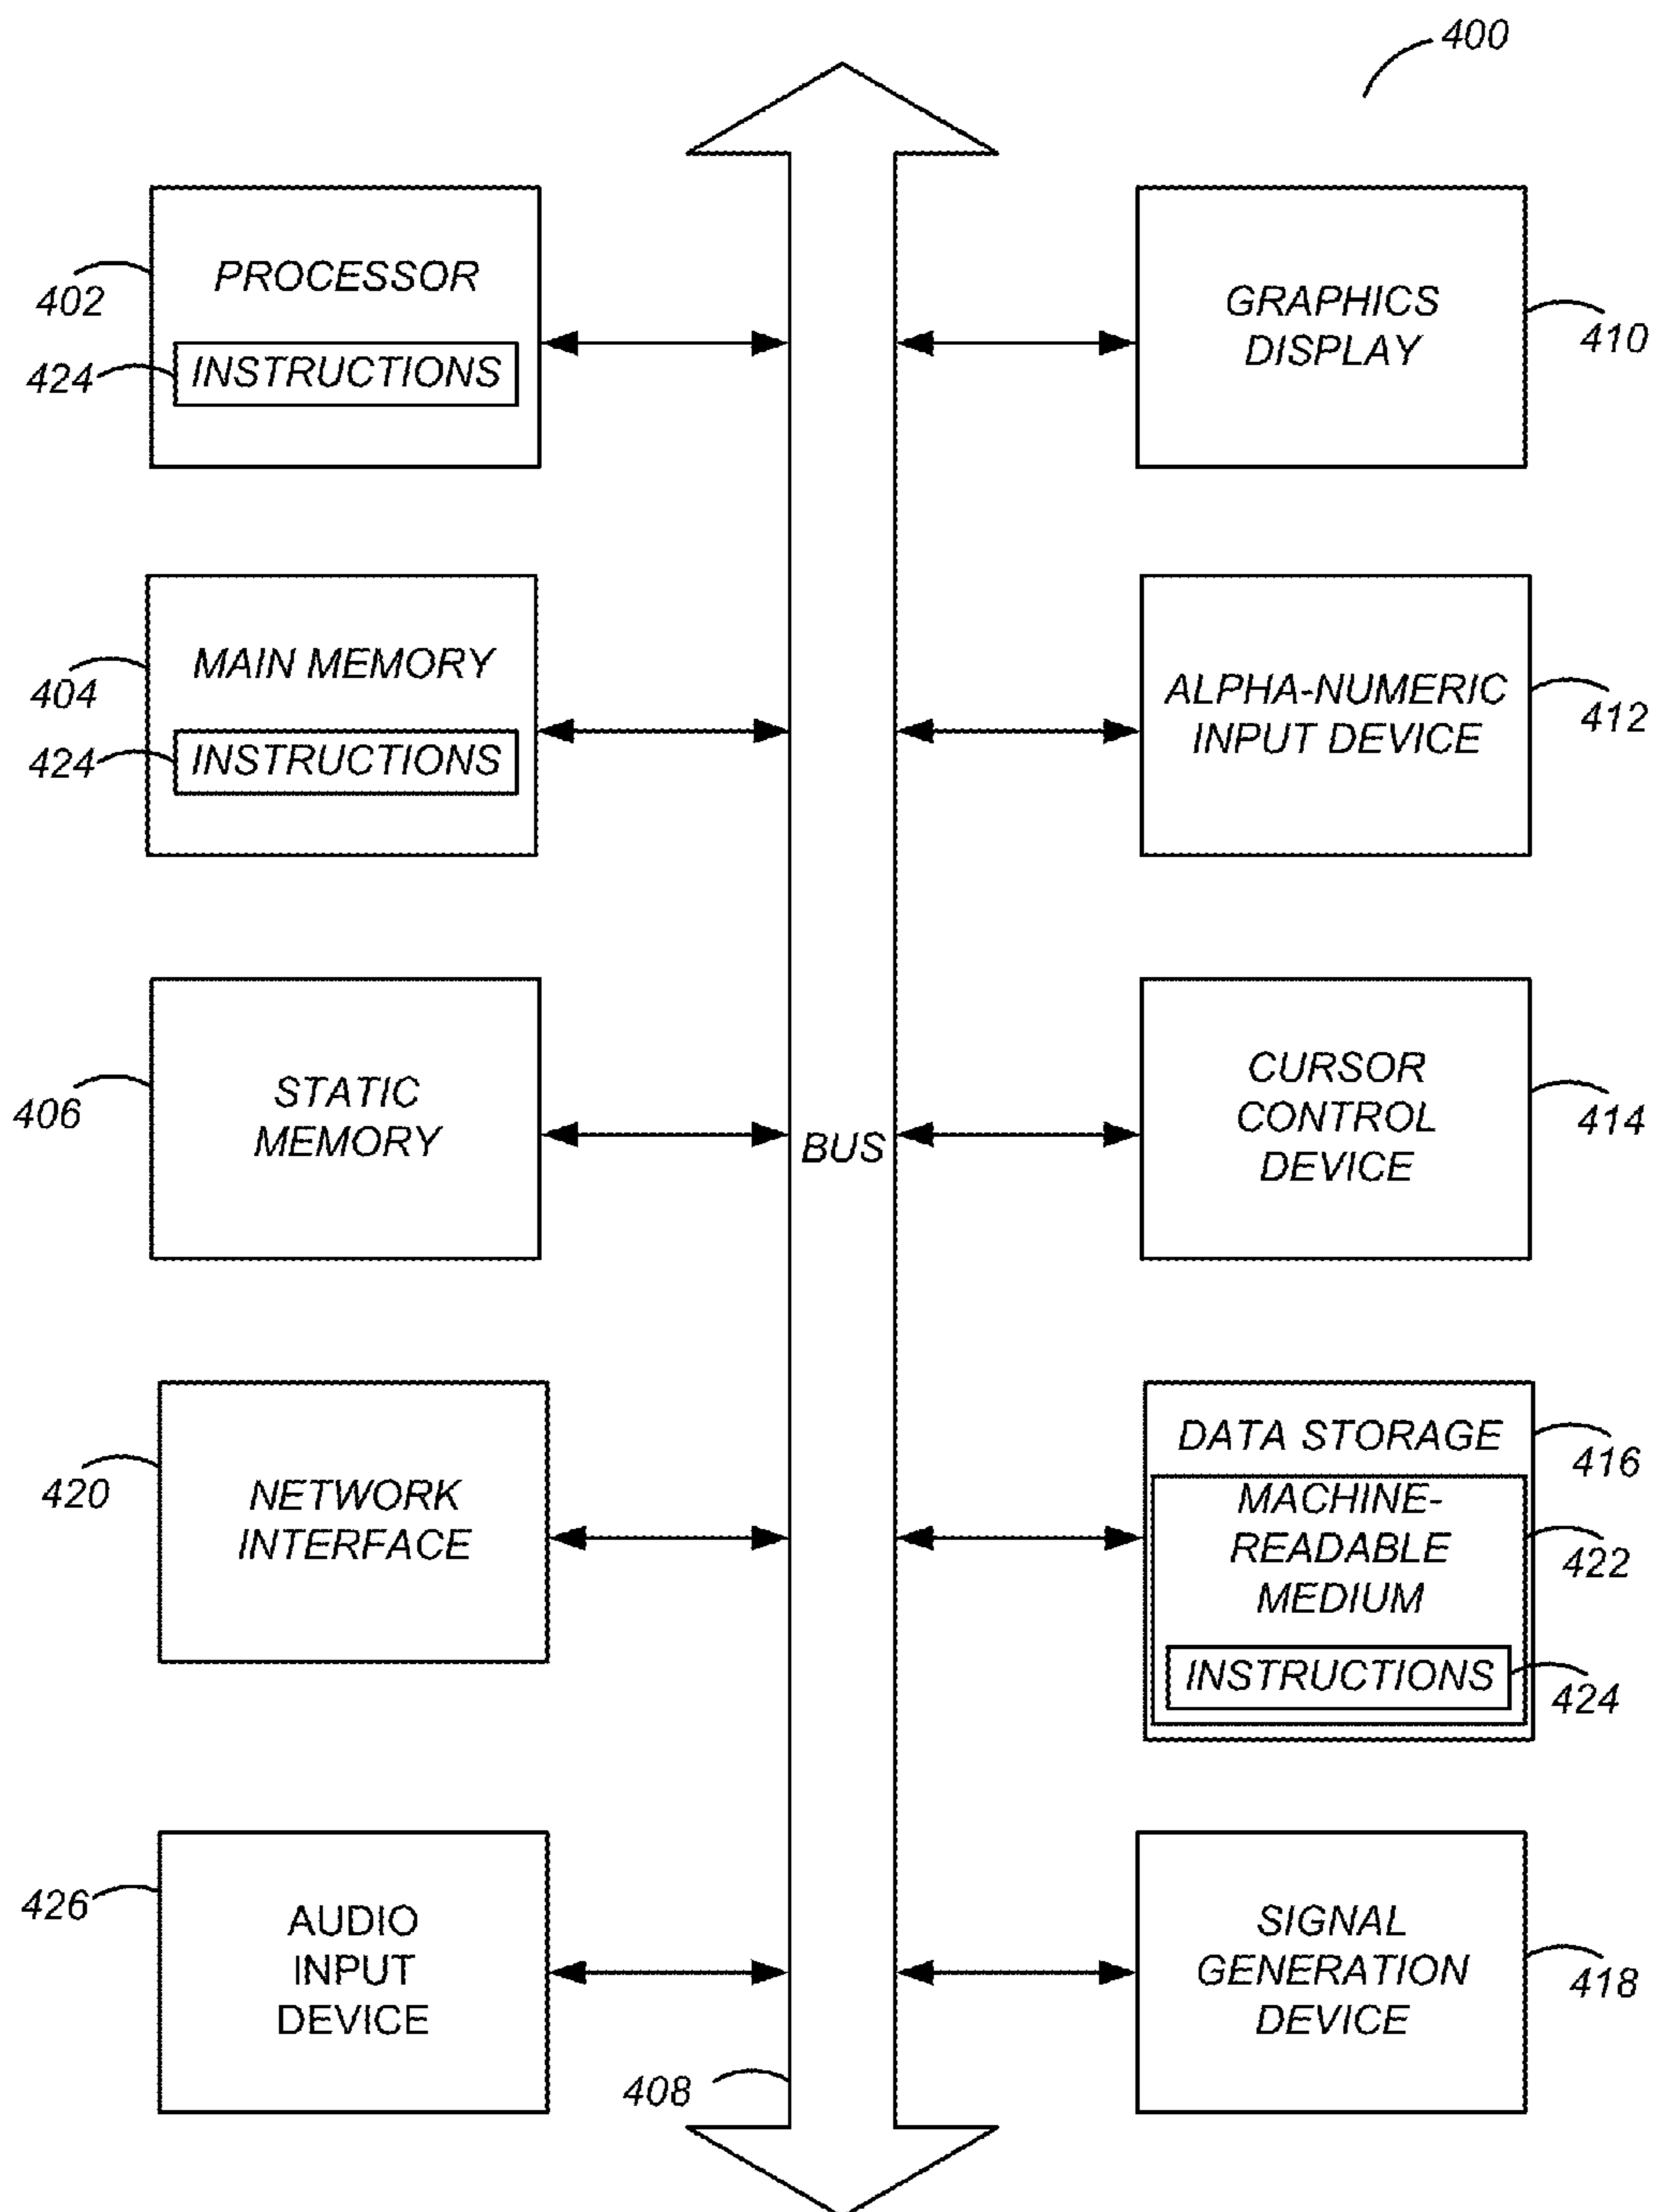 400
PROCESSOR
402
424
INSTRUCTIONS
GRAPHICS
DISPLAY
410
MAIN MEMORY
404
424
INSTRUCTIONS
ALPHA-NUMERIC
INPUT DEVICE
412
STATIC
MEMORY
406
BUS
CURSOR
CONTROL
DEVICE
414
NETWORK
INTERFACE
420
DATA STORAGE
416
MACHINE-
READABLE
MEDIUM
422
INSTRUCTIONS
424
426
AUDIO
INPUT
DEVICE
408
SIGNAL
GENERATION
DEVICE
418